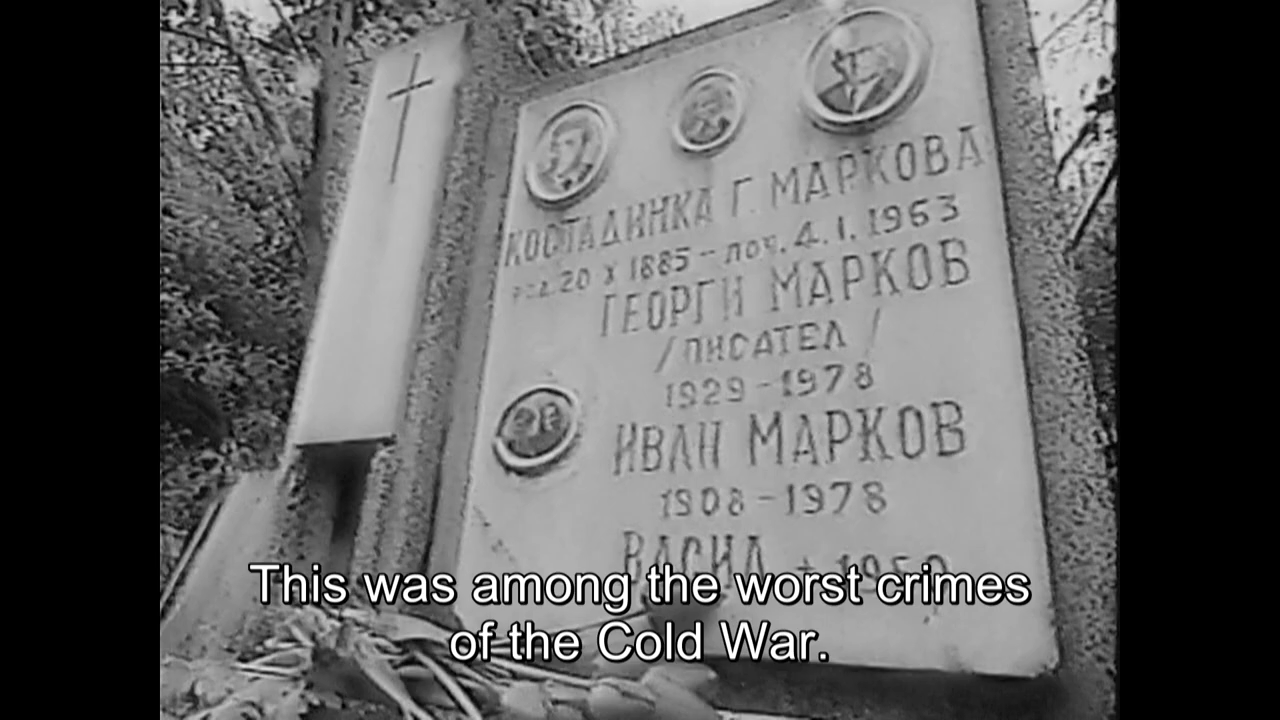 КОСТАДИНКА Г. МАРКОВА
род. 20 X 1885 - поч. 4. I. 1963
ГЕОРГИ МАРКОВ
/ПИСАТЕЛ/
1929-1978
ИВАН МАРКОВ
1908-1978
ВАСИЛ
This was among the worst crimes
of the Cold War.